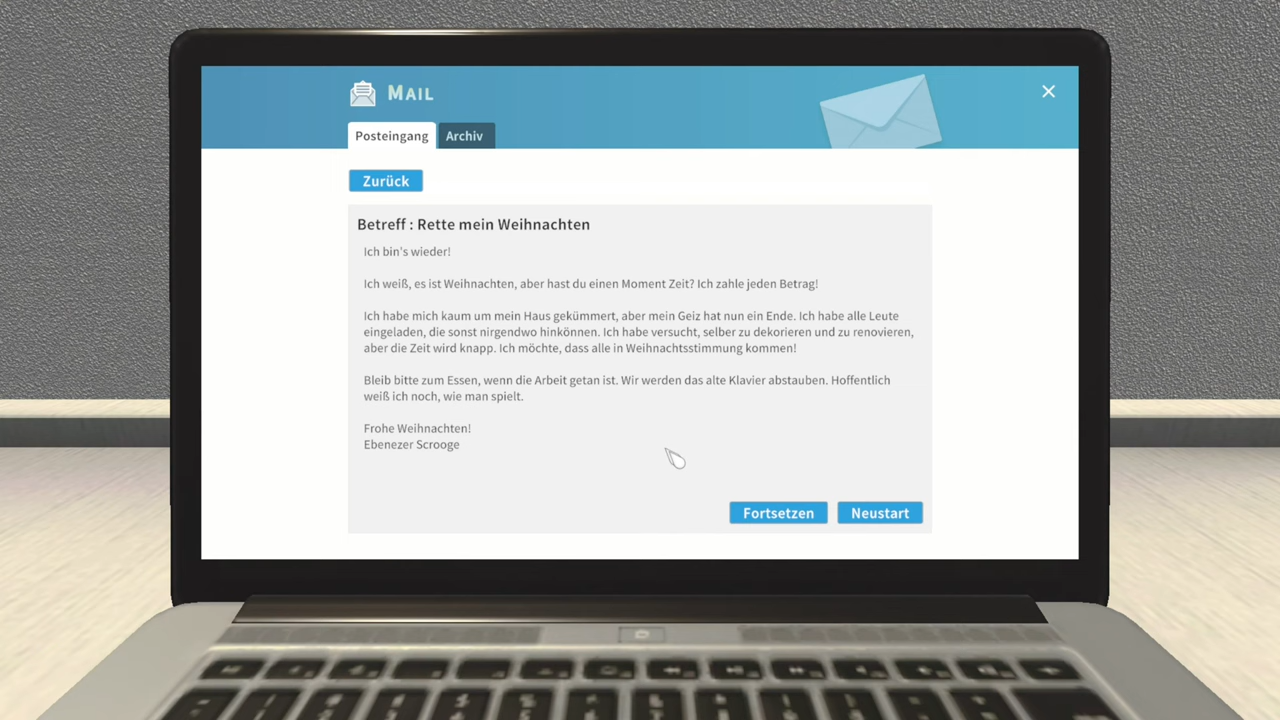 MAIL
Posteingang Archiv
Zurück
Betreff : Rette mein Weihnachten
Ich bin's wieder!
Ich weiß, es ist Weihnachten, aber hast du einen Moment Zeit? Ich zahle jeden Betrag!
Ich habe mich kaum um mein Haus gekümmert, aber mein Geiz hat nun ein Ende. Ich habe alle Leute
eingeladen, die sonst nirgendwo hinkönnen. Ich habe versucht, selber zu dekorieren und zu renovieren,
aber die Zeit wird knapp. Ich möchte, dass alle in Weihnachtsstimmung kommen!
Bleib bitte zum Essen, wenn die Arbeit getan ist. Wir werden das alte Klavier abstauben. Hoffentlich
weiß ich noch, wie man spielt.
Frohe Weihnachten!
Ebenezer Scrooge
Fortsetzen Neustart